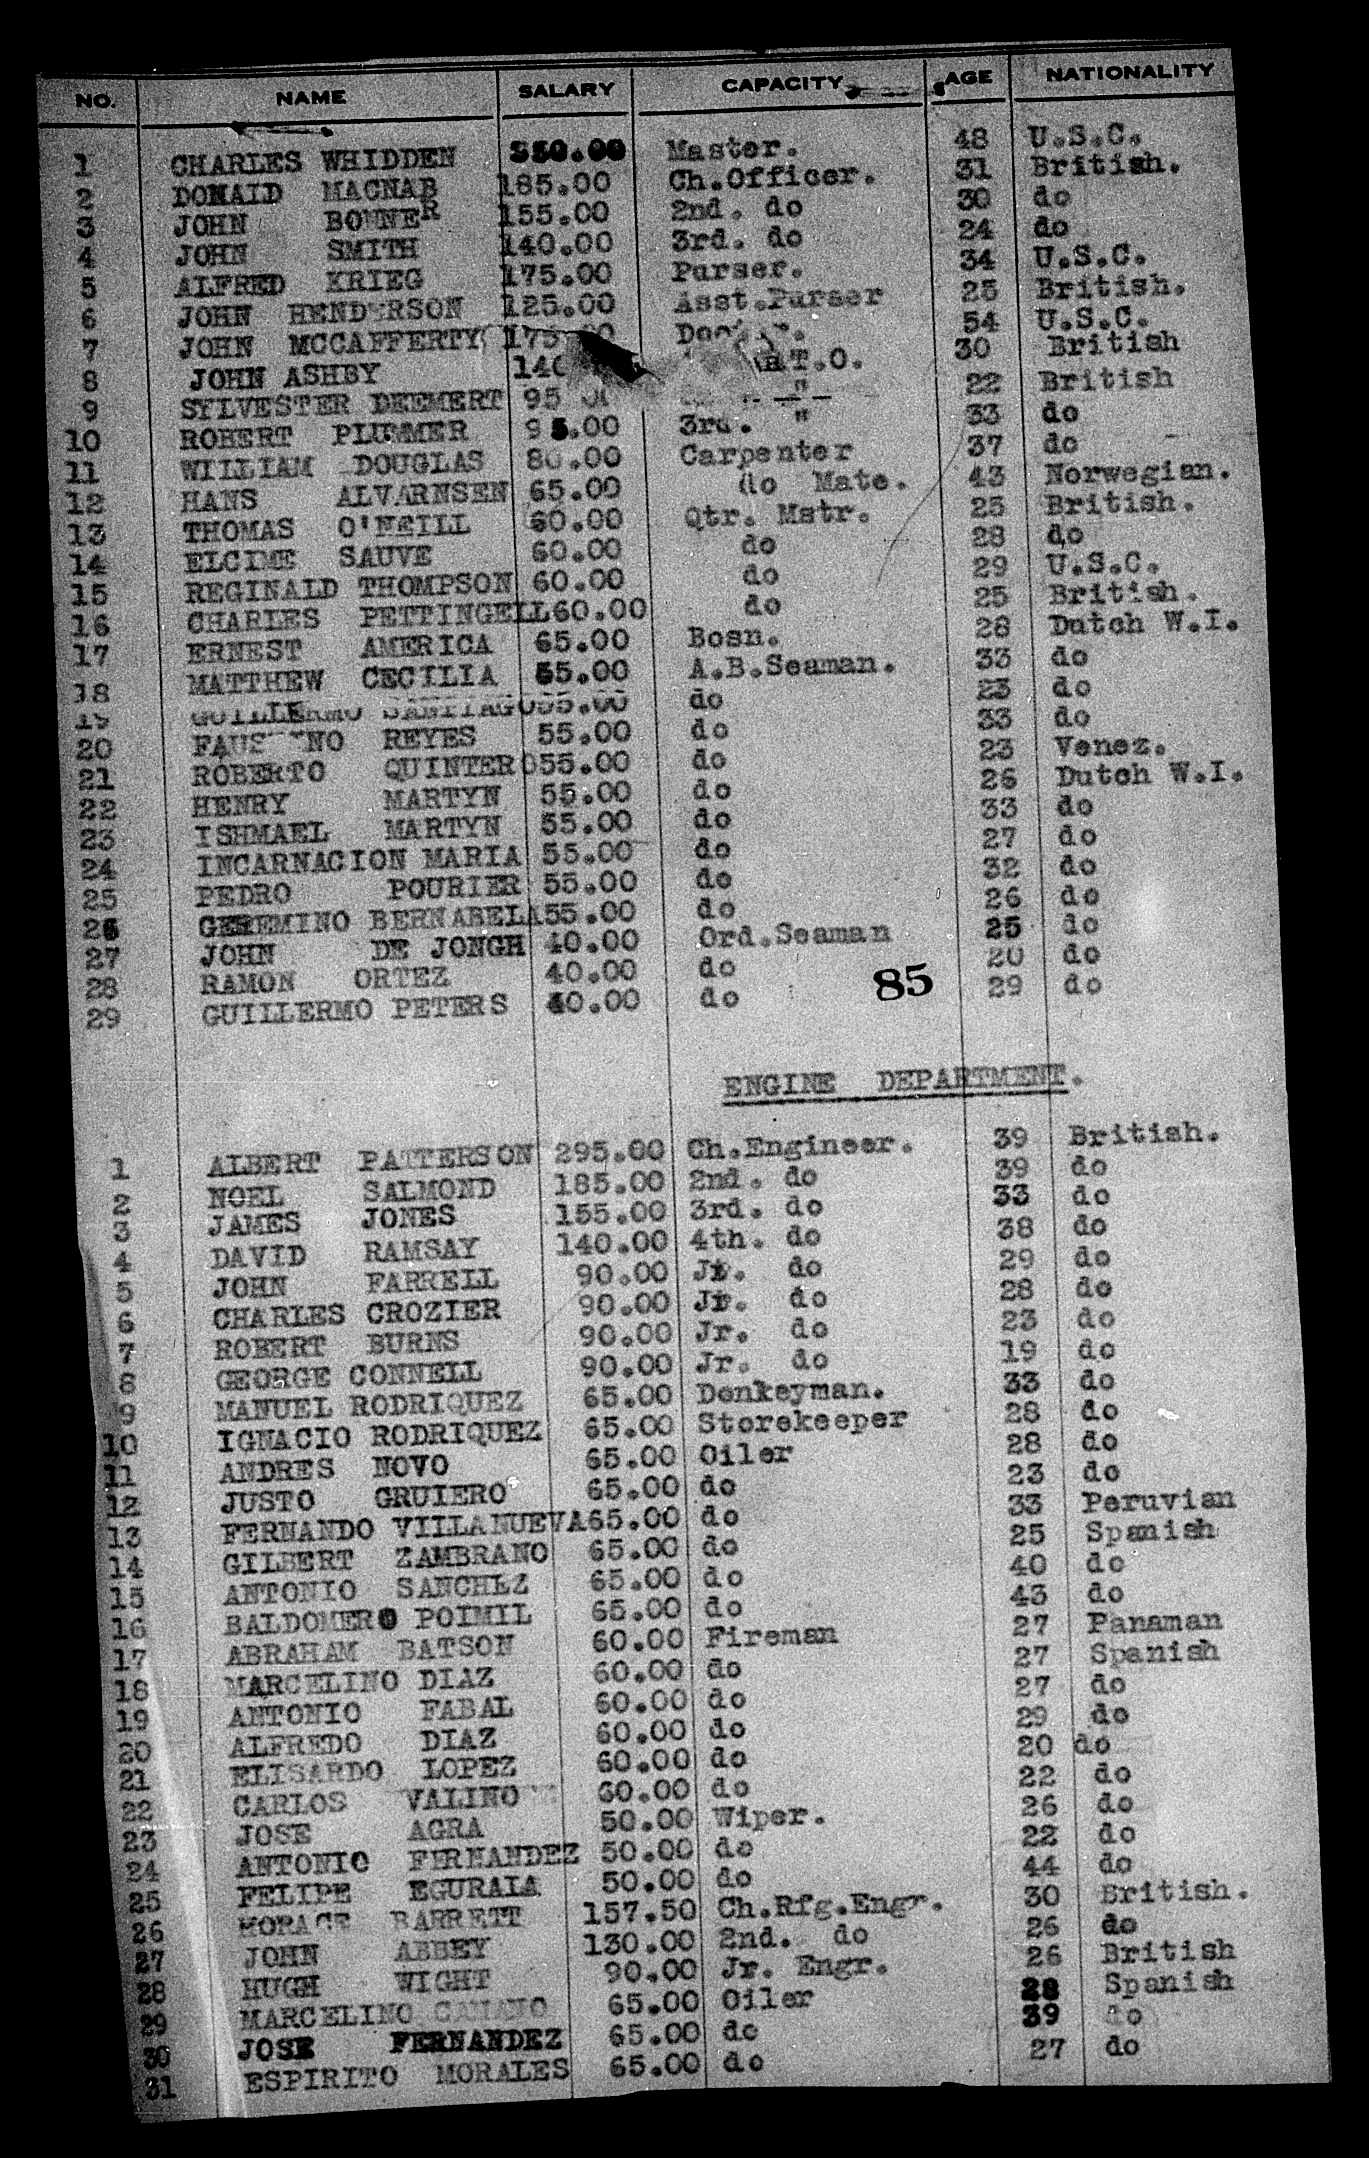 NO. NAME SALARY CAPACITY AGE NATIONALITY
1 CHARLES WHIDDEN 350.00 Master. 48 U.S.C.
2 DONALD MACNAB 185.00 Ch.Officer. 31 British.
3 JOHN BOWNER 155.00 2nd. do 30 do
4 JOHN SMITH 140.00 3rd. do 24 do
5 ALFRED KRIEG 175.00 Purser. 34 U.S.C.
6 JOHN HENDERSON 125.00 Asst.Purser 25 British.
7 JOHN MCCAFFERTY 175.00 54 U.S.C.
8 JOHN ASHBY 30 British
9 SYLVESTER DEEMERT 95 " 22 British
10 ROBERT PLUMMER 95.00 3rd. " 33 do
11 WILLIAM DOUGLAS 80.00 Carpenter 37 do
12 HANS ALVARNSEN 65.00 do Mate. 43 Norwegian.
13 THOMAS O'NEILL 60.00 Qtr. Mstr. 25 British.
14 ELCIME SAUVE 60.00 do 28 do
15 REGINALD THOMPSON 60.00 do 29 U.S.C.
16 CHARLES PETTINGELL 60.00 do 25 British.
17 ERNEST AMERICA 65.00 Bosn. 28 Dutch W.I.
18 MATTHEW CECILIA 55.00 A.B.Seaman. 33 do
19 GUILLERMO SANTIAGO 55.00 do 23 do
20 REYES 55.00 do 33 do
21 ROBERTO QUINTERO 55.00 do 23 Venez.
22 HENRY MARTYN 55.00 do 26 Dutch W.I.
23 ISHMAEL MARTYN 55.00 do 33 do
24 INCARNACION MARIA 55.00 do 27 do
25 PEDRO POURIER 55.00 do 32 do
26 GEREMINO BERNABELA 55.00 do 26 do
27 JOHN DE JONGH 40.00 Ord.Seaman 25 do
28 RAMON ORTEZ 40.00 do 20 do
29 GUILLERMO PETERS 40.00 do 29 do
85
ENGINE DEPARTMENT.
1 ALBERT PATTERSON 295.00 Ch.Engineer. 39 British.
2 NOEL SALMOND 185.00 2nd. do 39 do
3 JAMES JONES 155.00 3rd. do 33 do
4 DAVID RAMSAY 140.00 4th. do 38 do
5 JOHN FARRELL 90.00 Jr. do 29 do
6 CHARLES CROZIER 90.00 Jr. do 28 do
7 ROBERT BURNS 90.00 Jr. do 23 do
8 GEORGE CONNELL 90.00 Jr. do 19 do
9 MANUEL RODRIQUEZ 65.00 Donkeyman. 33 do
10 IGNACIO RODRIQUEZ 65.00 Storekeeper 28 do
11 ANDRES NOVO 65.00 Oiler 28 do
12 JUSTO GRUIERO 65.00 do 23 do
13 FERNANDO VILLANUEVA 65.00 do 33 Peruvian
14 GILBERT ZAMBRANO 65.00 do 25 Spanish
15 ANTONIO SANCHEZ 65.00 do 40 do
16 BALDOMERO POIMIL 65.00 do 43 do
17 ABRAHAM BATSON 60.00 Fireman 27 Panaman
18 MARCELINO DIAZ 60.00 do 27 Spanish
19 ANTONIO FABAL 60.00 do 27 do
20 ALFREDO DIAZ 60.00 do 29 do
21 ELISARDO LOPEZ 60.00 do 20 do
22 CARLOS VALINO 60.00 do 22 do
23 JOSE AGRA 50.00 Wiper. 26 do
24 ANTONIO FERNANDEZ 50.00 do 22 do
25 FELIPE EGURAIA 50.00 do 44 do
26 HORACE BARRETT 157.50 Ch.Rfg.Engr. 30 British.
27 JOHN ABBEY 130.00 2nd. do 26 do
28 HUGH WIGHT 90.00 Jr. Engr. 26 British
29 MARCELINO 65.00 Oiler 28 Spanish
30 JOSE FERNANDEZ 65.00 do 39 do
31 ESPIRITO MORALES 65.00 do 27 do